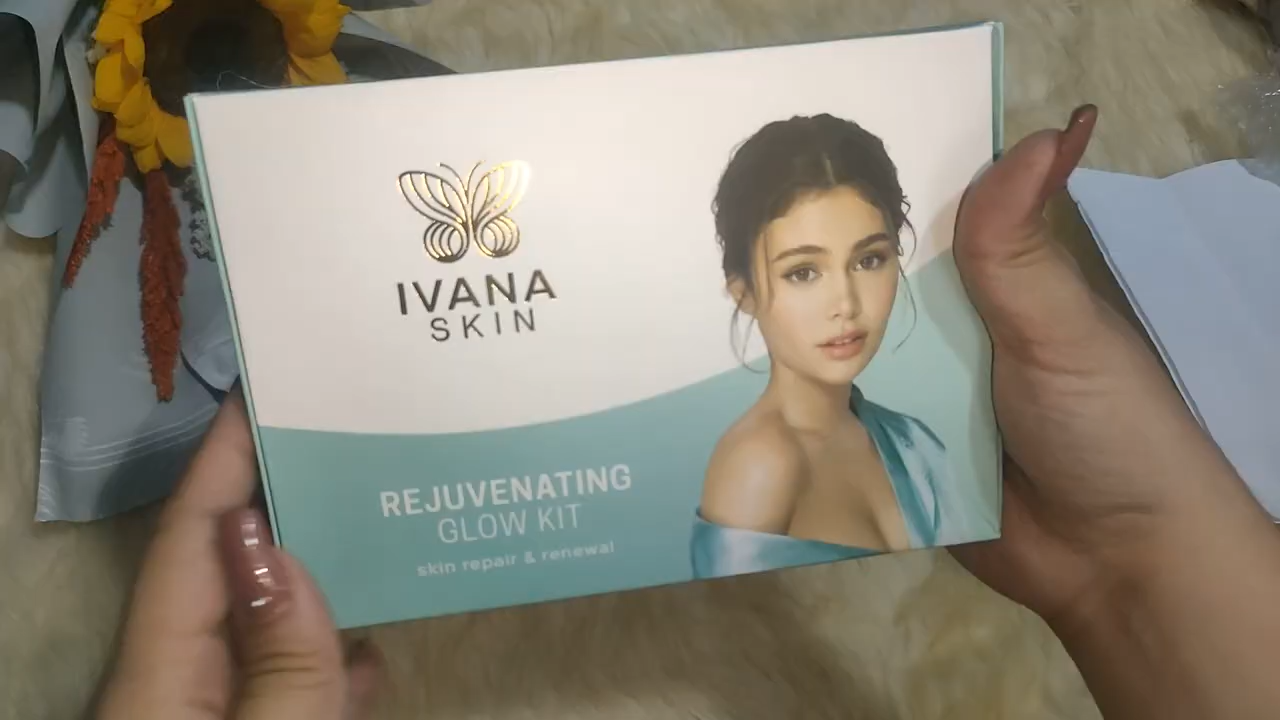 IVANA
SKIN
REJUVENATING
GLOW KIT
skin repair & renewal